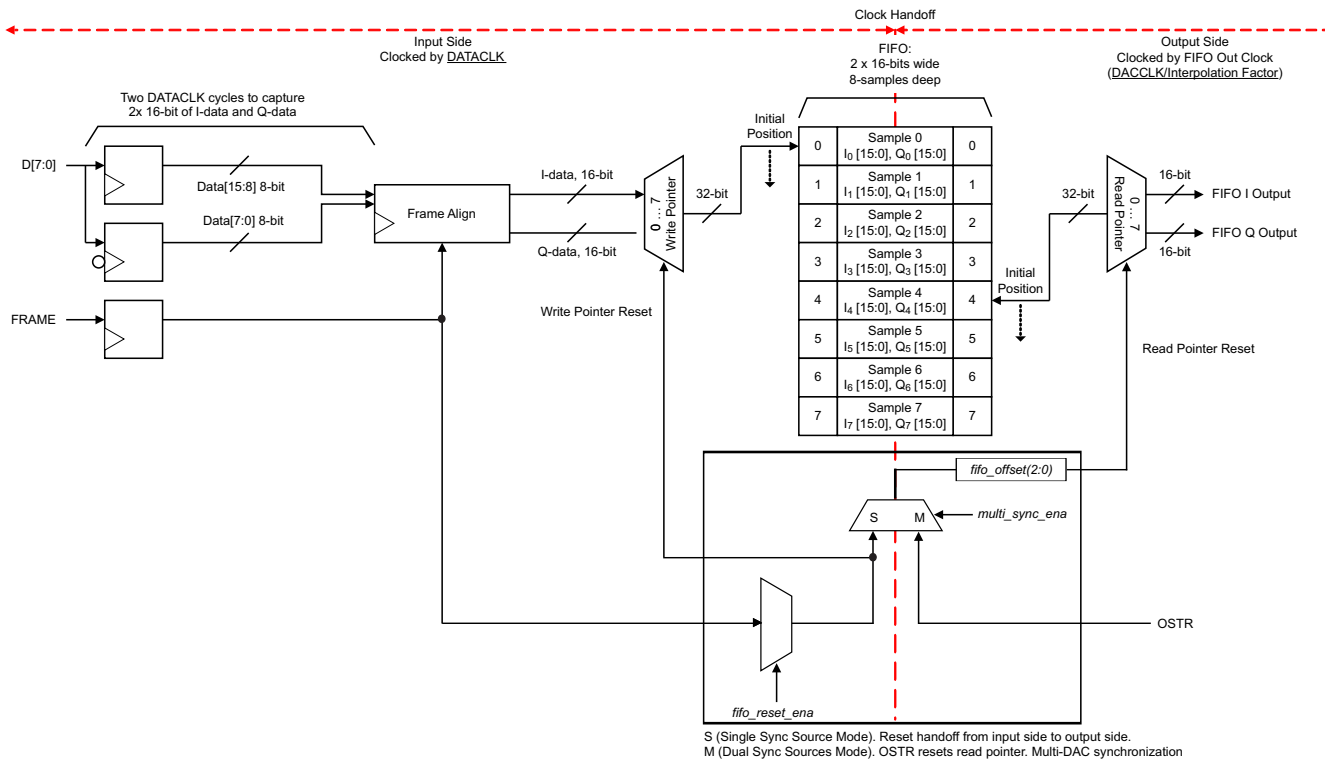 Clock Handoff
Input Side
Clocked by DATACLK
FIFO:
2 x 16-bits wide
8-samples deep
Output Side
Clocked by FIFO Out Clock
(DACCLK/Interpolation Factor)
Two DATACLK cycles to capture
2x 16-bit of I-data and Q-data
D[7:0]
Data[15:8] 8-bit
Data[7:0] 8-bit
FRAME
Frame Align
I-data, 16-bit
Q-data, 16-bit
0 ... 7
Write Pointer
32-bit
Initial
Position
Write Pointer Reset
0
Sample 0
I0 [15:0], Q0 [15:0]
0
1
Sample 1
I1 [15:0], Q1 [15:0]
1
2
Sample 2
I2 [15:0], Q2 [15:0]
2
3
Sample 3
I3 [15:0], Q3 [15:0]
3
4
Sample 4
I4 [15:0], Q4 [15:0]
4
5
Sample 5
I5 [15:0], Q5 [15:0]
5
6
Sample 6
I6 [15:0], Q6 [15:0]
6
7
Sample 7
I7 [15:0], Q7 [15:0]
7
Initial
Position
32-bit
0 ... 7
Read Pointer
16-bit
FIFO I Output
FIFO Q Output
16-bit
Read Pointer Reset
fifo_offset(2:0)
S
M
multi_sync_ena
OSTR
fifo_reset_ena
S (Single Sync Source Mode). Reset handoff from input side to output side.
M (Dual Sync Sources Mode). OSTR resets read pointer. Multi-DAC synchronization